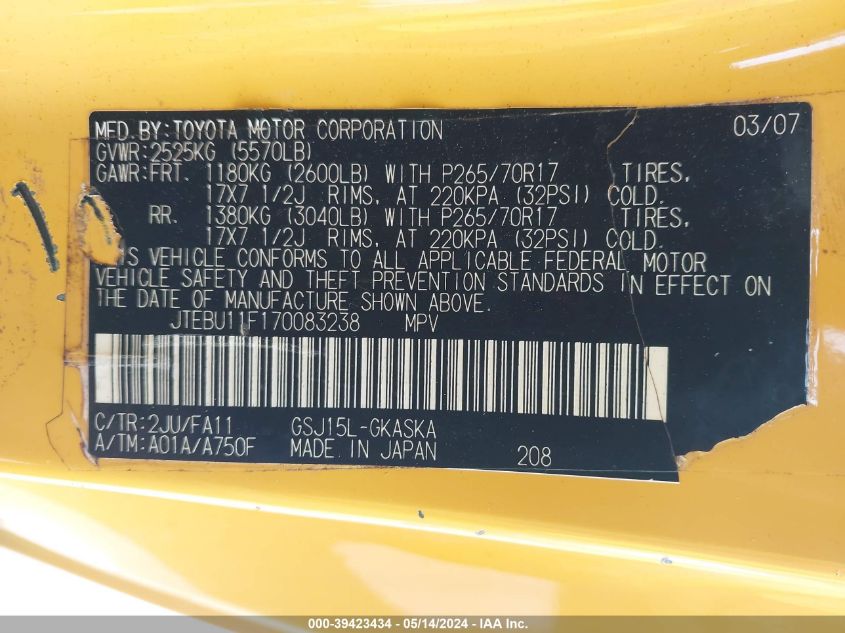 MFD.BY:TOYOTA MOTOR CORPORATION 03/07
GVWR:2525KG (5570LB)
GAWR:FRT. 1180KG (2600LB) WITH P265/70R17 TIRES,
17X7 1/2J RIMS, AT 220KPA (32PSI) COLD.
RR. 1380KG (3040LB) WITH P265/70R17 TIRES,
17X7 1/2J RIMS, AT 220KPA (32PSI) COLD.
IS VEHICLE CONFORMS TO ALL APPLICABLE FEDERAL MOTOR
VEHICLE SAFETY AND THEFT PREVENTION STANDARDS IN EFFECT ON
THE DATE OF MANUFACTURE SHOWN ABOVE.
JTEBU11F170083238 MPV
C/TR:2JU/FA11 GSJ15L-GKASKA
A/TM:A01A/A750F MADE IN JAPAN 208
000-39423434 - 05/14/2024 - IAA Inc.